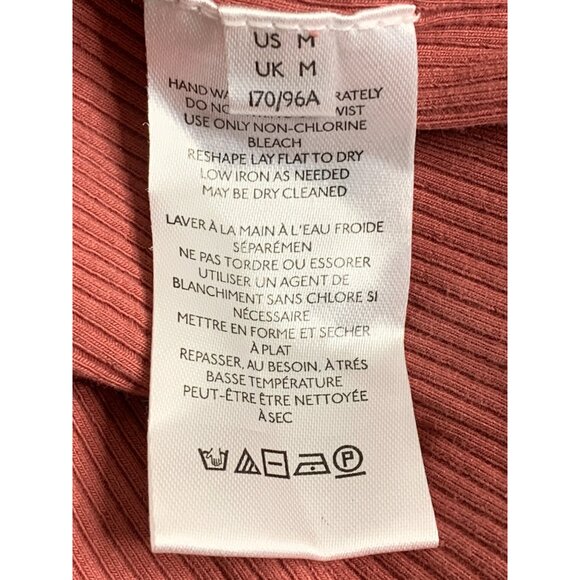 US M
UK M
170/96A
HAND
DO
USE ONLY NON-CHLORINE
BLEACH
RESHAPE LAY FLAT TO DRY
LOW IRON AS NEEDED
MAY BE DRY CLEANED
LAVER À LA MAIN À L'EAU FROIDE
SÉPARÉMEN
NE PAS TORDRE OU ESSORER
UTILISER UN AGENT DE
BLANCHIMENT SANS CHLORE SI
NÉCESSAIRE
METTRE EN FORME ET SECHER
À PLAT
REPASSER, AU BESOIN, À TRÉS
BASSE TEMPÉRATURE
PEUT-ÊTRE ÊTRE NETTOYÉE
À SEC
P